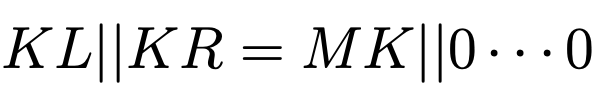 KL||KR = MK||0 · · · 0